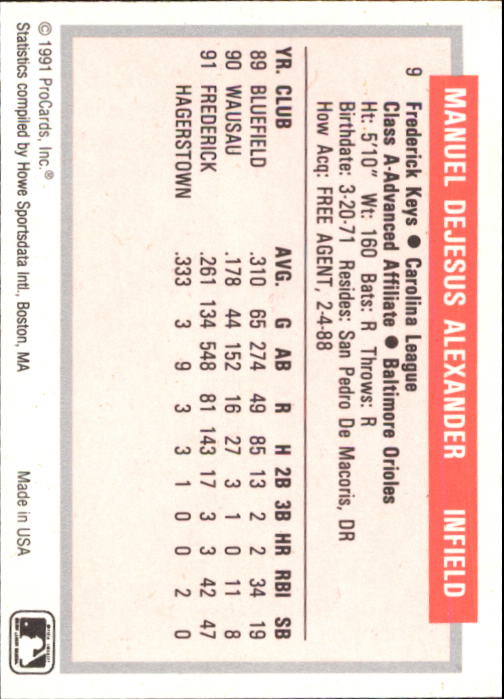 MANUEL DEJESUS ALEXANDER INFIELD
9 Frederick Keys ● Carolina League
Class A-Advanced Affiliate ● Baltimore Orioles
Ht: 5'10" Wt: 160 Bats: R Throws: R
Birthdate: 3-20-71 Resides: San Pedro De Macoris, DR
How Acq: FREE AGENT, 2-4-88
YR. CLUB AVG. G AB R H 2B 3B HR RBI SB
89 BLUEFIELD .310 65 274 49 85 13 2 2 34 19
90 WAUSAU .178 44 152 16 27 3 1 0 11 8
91 FREDERICK .261 134 548 81 143 17 3 3 42 47
HAGERSTOWN .333 3 9 3 3 1 0 0 2 0
© 1991 ProCards, Inc.® Made in USA
Statistics compiled by Howe Sportsdata Intl., Boston, MA